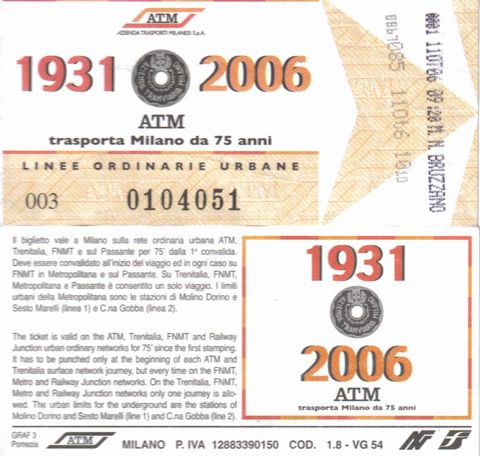 ATM
AZIENDA TRASPORTI MILANESI S.p.A.
1931 2006
ATM
trasporta Milano da 75 anni
LINEE ORDINARIE URBANE
003 0104051
Il biglietto vale a Milano sulla rete ordinaria urbana ATM,
Trenitalia, FNMT e sul Passante per 75' dalla 1ª convalida.
Deve essere convalidato all'inizio del viaggio ed in ogni caso su
FNMT in Metropolitana e sul Passante. Su Trenitalia, FNMT,
Metropolitana e Passante è consentito un solo viaggio. I limiti
urbani della Metropolitana sono le stazioni di Molino Dorino e
Sesto Marelli (linea 1) e C.na Gobba (linea 2).
The ticket is valid on the ATM, Trenitalia, FNMT and Railway
Junction urban ordinary networks for 75' since the first stamping.
It has to be punched only at the beginning of each ATM and
Trenitalia surface network journey, but every time on the FNMT,
Metro and Railway Junction networks. On the Trenitalia, FNMT,
Metro and Railway Junction networks only one journey is allo-
wed. The urban limits for the underground are the stations of
Molino Dorino and Sesto Marelli (line 1) and C.na Gobba (line 2).
1931
2006
ATM
trasporta Milano da 75 anni
GRAF 3
Pomezia
ATM MILANO P. IVA 12883390150 COD. 1.8 - VG 54